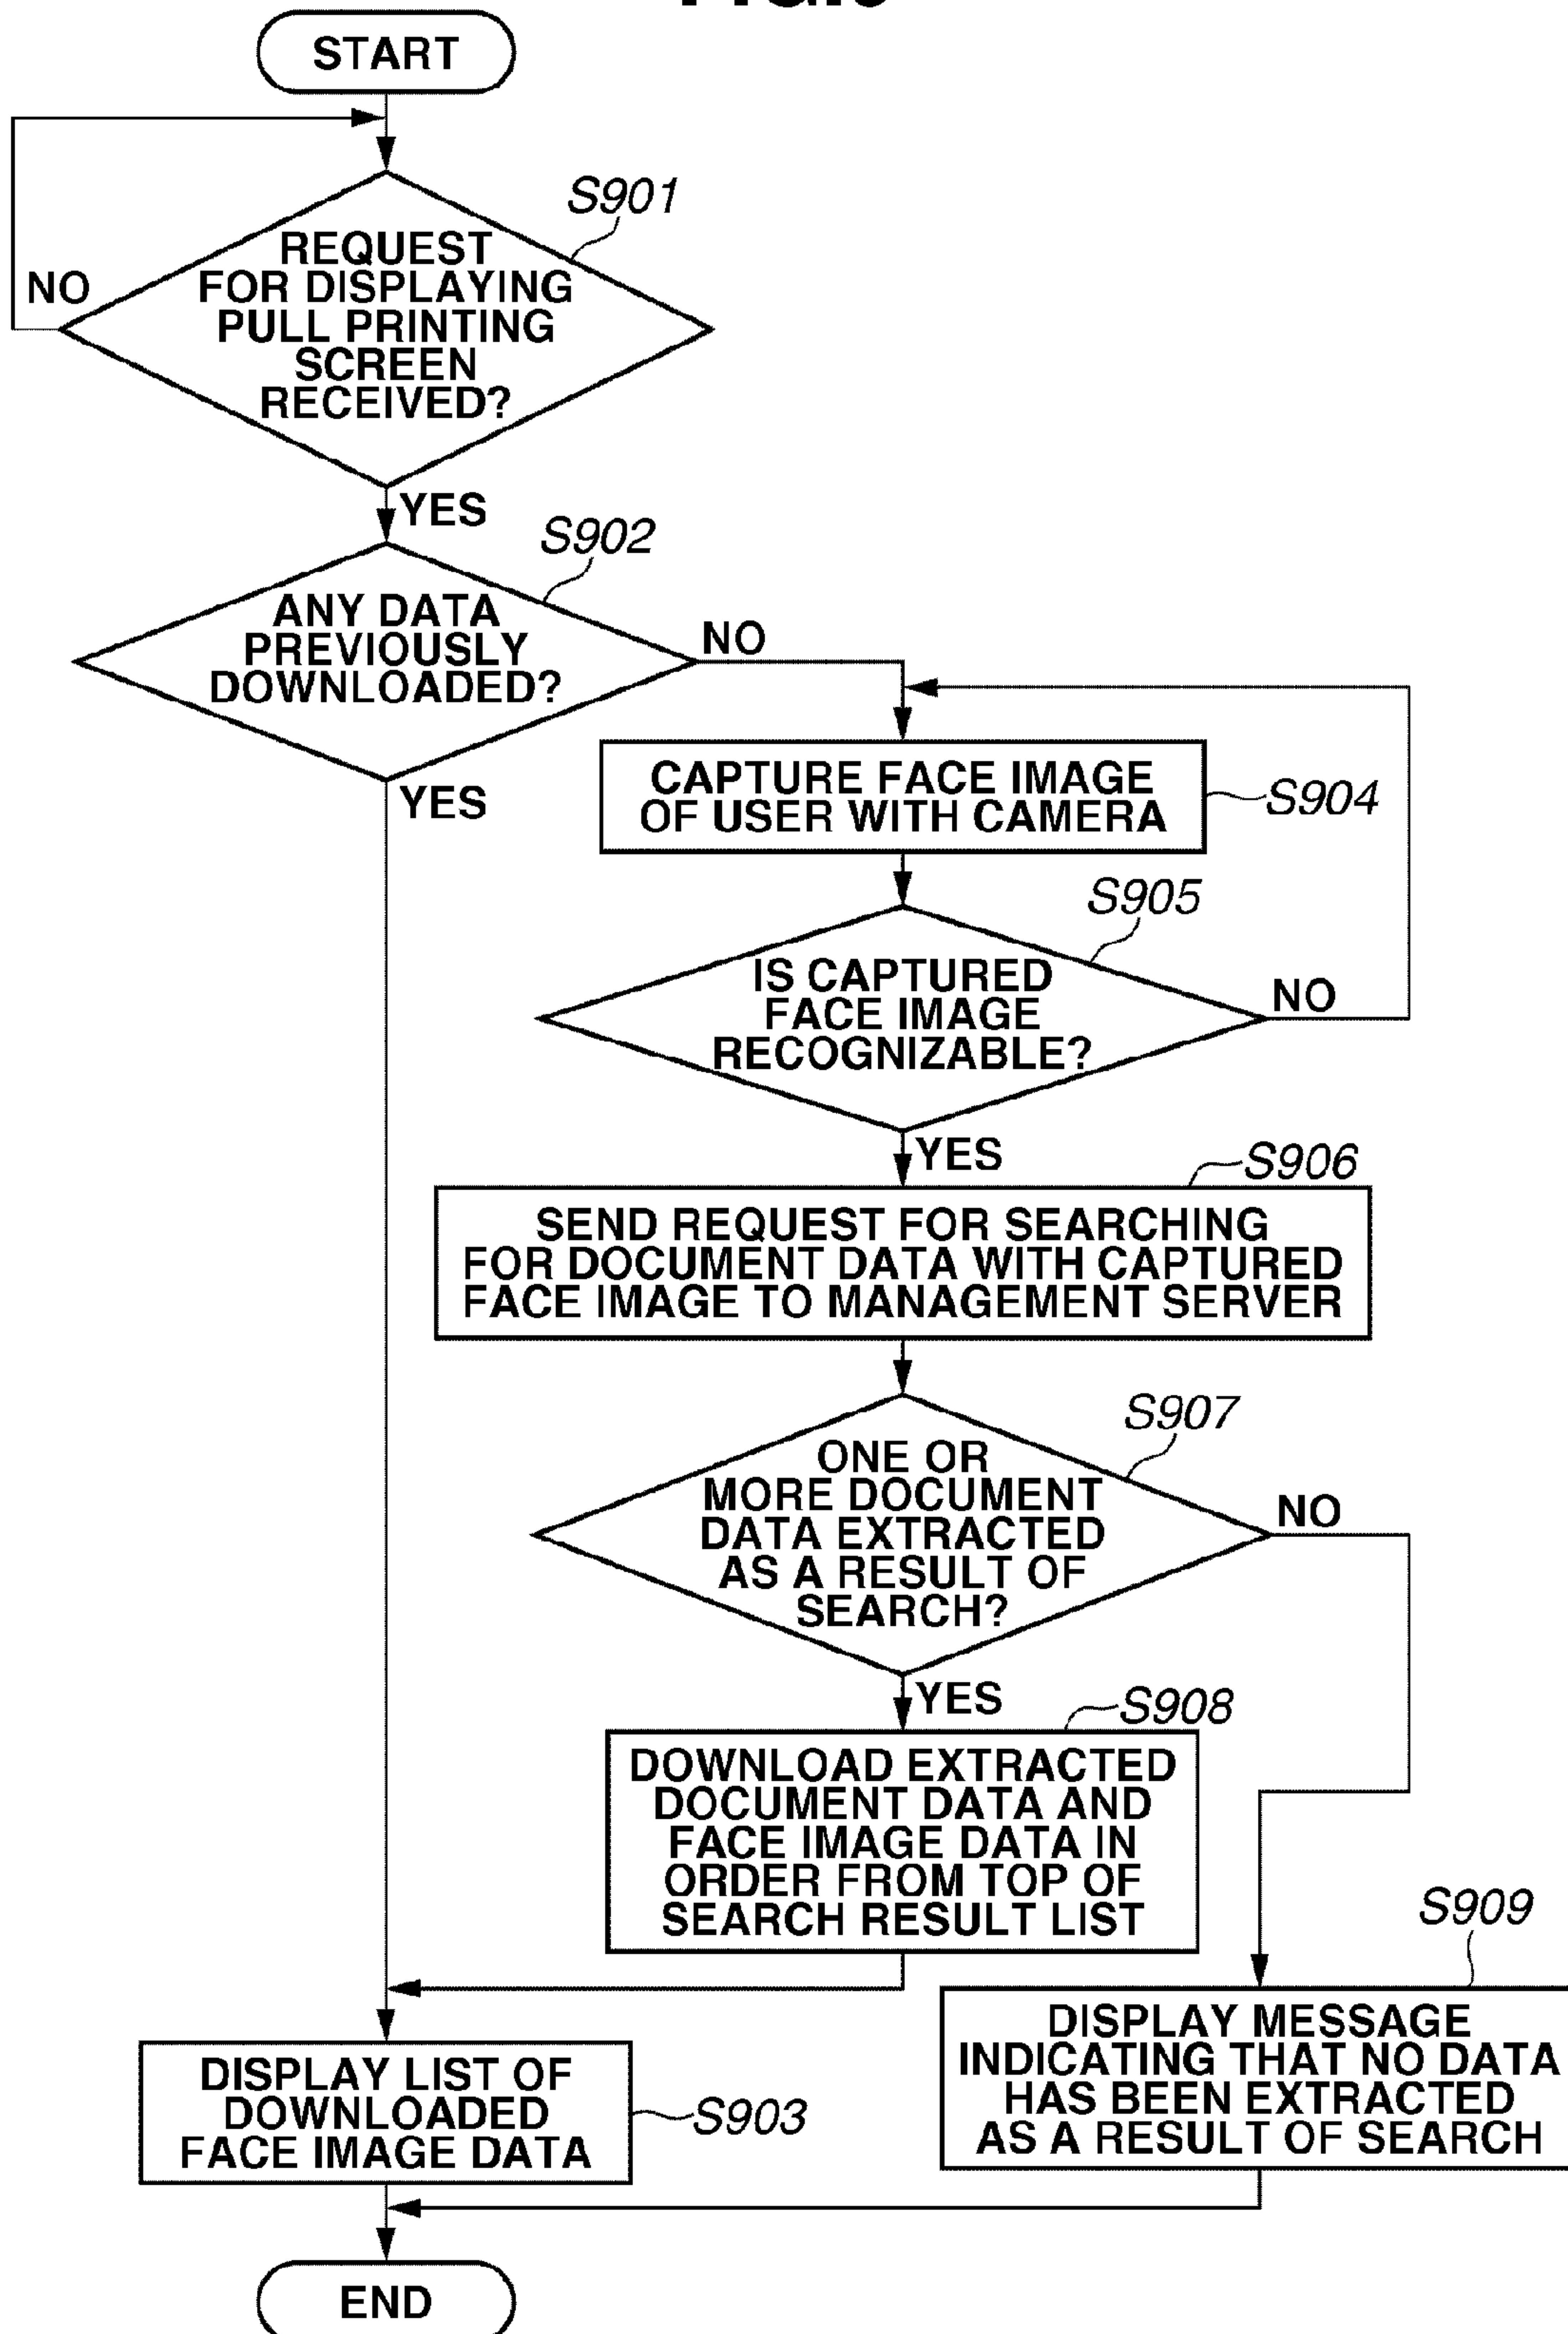 START
S901
REQUEST
FOR DISPLAYING
PULL PRINTING
SCREEN
RECEIVED?
NO
YES
S902
ANY DATA
PREVIOUSLY
DOWNLOADED?
NO
YES
CAPTURE FACE IMAGE
OF USER WITH CAMERA
S904
S905
IS CAPTURED
FACE IMAGE
RECOGNIZABLE?
NO
YES
S906
SEND REQUEST FOR SEARCHING
FOR DOCUMENT DATA WITH CAPTURED
FACE IMAGE TO MANAGEMENT SERVER
S907
ONE OR
MORE DOCUMENT
DATA EXTRACTED
AS A RESULT OF
SEARCH?
NO
YES
S908
DOWNLOAD EXTRACTED
DOCUMENT DATA AND
FACE IMAGE DATA IN
ORDER FROM TOP OF
SEARCH RESULT LIST
S909
DISPLAY MESSAGE
INDICATING THAT NO DATA
HAS BEEN EXTRACTED
AS A RESULT OF SEARCH
DISPLAY LIST OF
DOWNLOADED
FACE IMAGE DATA
S903
END